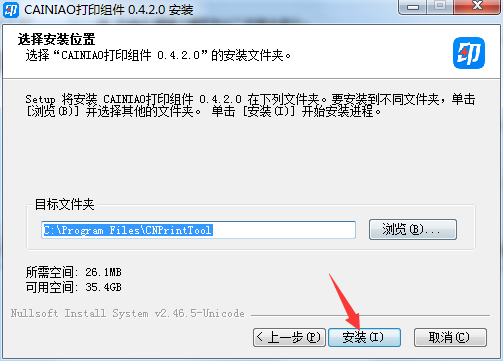 CAINIAO打印组件 0.4.2.0 安装
选择安装位置
选择“CAINIAO打印组件 0.4.2.0”的安装文件夹。
印
Setup 将安装 CAINIAO打印组件 0.4.2.0 在下列文件夹。要安装到不同文件夹，单击
[浏览(B)] 并选择其他的文件夹。 单击 [安装(I)] 开始安装进程。
目标文件夹
C:\Program Files\CNPrintTool
浏览(B)...
所需空间: 26.1MB
可用空间: 35.4GB
Nullsoft Install System v2.46.5-Unicode
< 上一步(P)
安装(I)
取消(C)